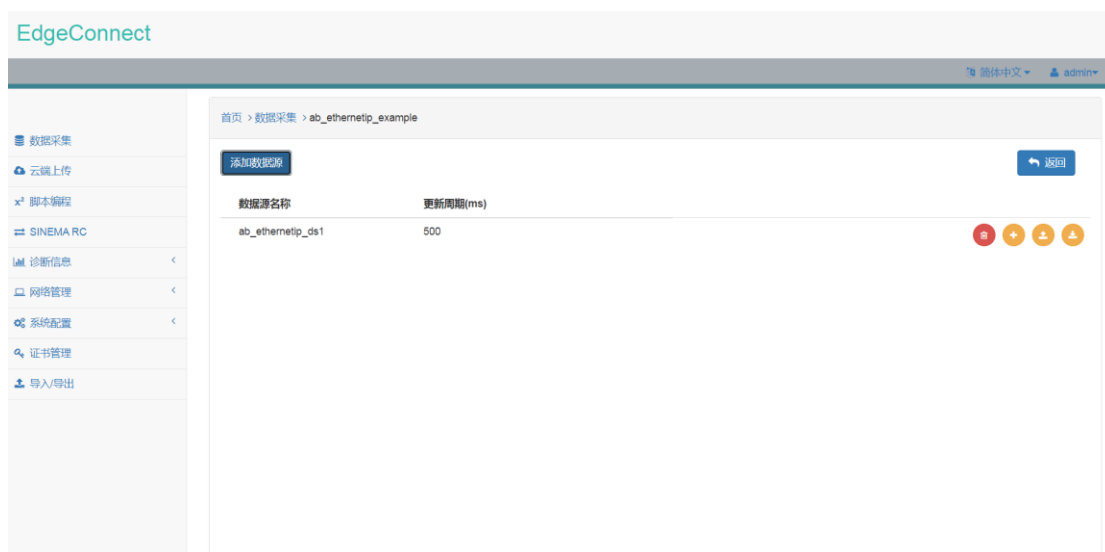 EdgeConnect
简体中文 admin
首页 > 数据采集 > ab_ethernetip_example
数据采集
云端上传
x² 脚本编程
SINEMA RC
诊断信息
网络管理
系统配置
证书管理
导入/导出
添加数据源 返回
数据源名称 更新周期(ms)
ab_ethernetip_ds1 500